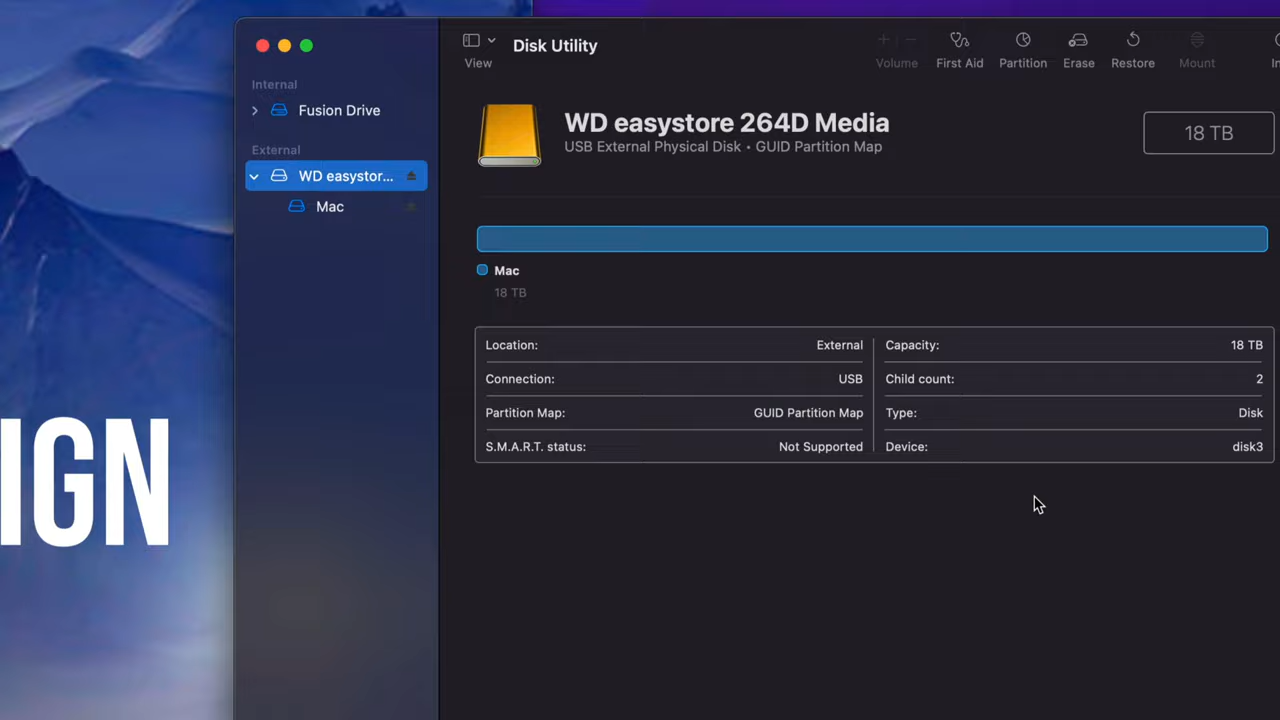 Disk Utility
View
Volume
First Aid
Partition
Erase
Restore
Mount
Internal
Fusion Drive
External
WD easystor...
Mac
WD easystore 264D Media
USB External Physical Disk • GUID Partition Map
18 TB
Mac
18 TB
Location: External
Connection: USB
Partition Map: GUID Partition Map
S.M.A.R.T. status: Not Supported
Capacity: 18 TB
Child count: 2
Type: Disk
Device: disk3
IGN